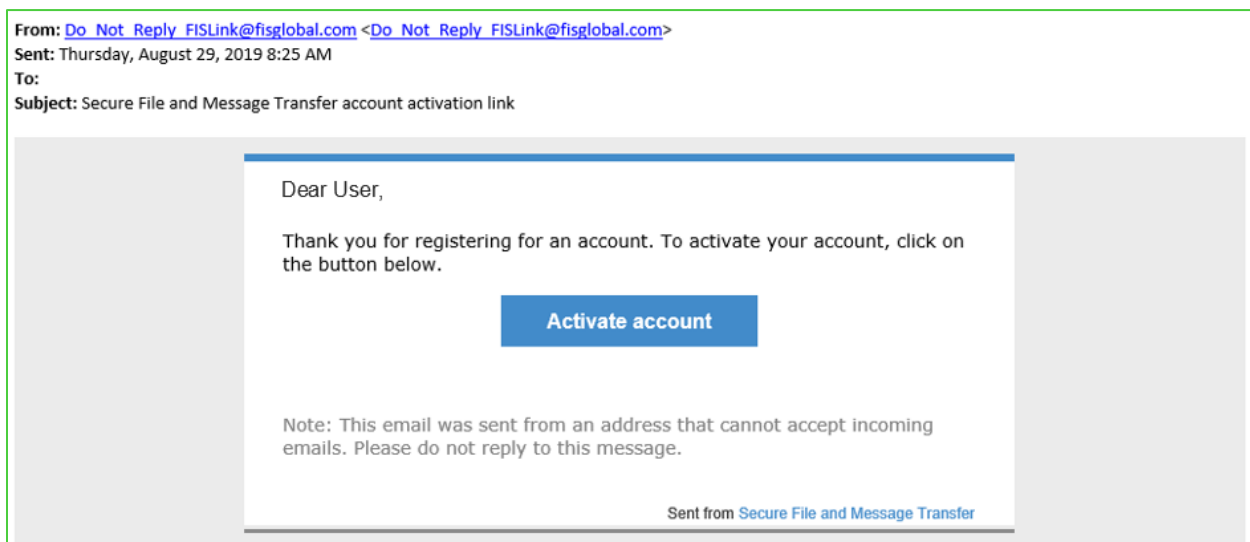 From: Do_Not_Reply_FISLink@fisglobal.com <Do_Not_Reply_FISLink@fisglobal.com>
Sent: Thursday, August 29, 2019 8:25 AM
To:
Subject: Secure File and Message Transfer account activation link
Dear User,
Thank you for registering for an account. To activate your account, click on
the button below.
Activate account
Note: This email was sent from an address that cannot accept incoming
emails. Please do not reply to this message.
Sent from Secure File and Message Transfer